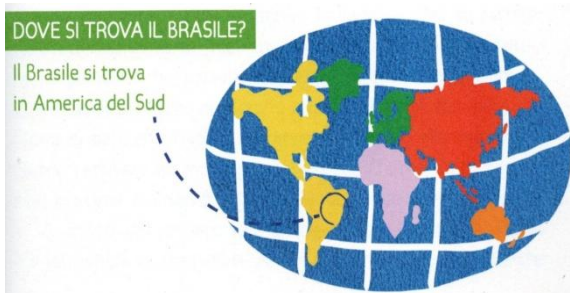 DOVE SI TROVA IL BRASILE?
Il Brasile si trova
in America del Sud